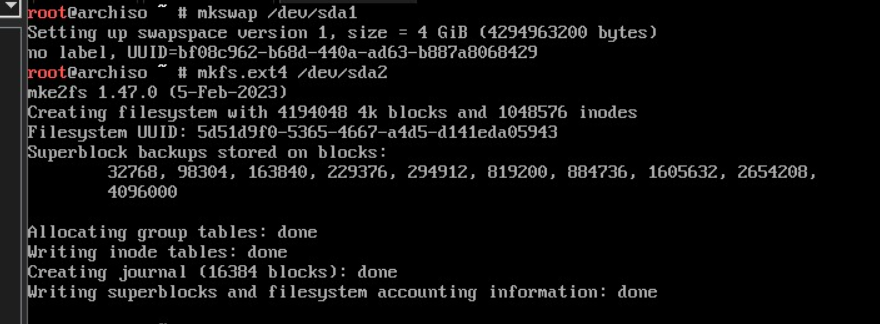 root@archiso ~ # mkswap /dev/sda1
Setting up swapspace version 1, size = 4 GiB (4294963200 bytes)
no label, UUID=bf08c962-b68d-440a-ad63-b887a8068429
root@archiso ~ # mkfs.ext4 /dev/sda2
mke2fs 1.47.0 (5-Feb-2023)
Creating filesystem with 4194048 4k blocks and 1048576 inodes
Filesystem UUID: 5d51d9f0-5365-4667-a4d5-d141eda05943
Superblock backups stored on blocks:
32768, 98304, 163840, 229376, 294912, 819200, 884736, 1605632, 2654208,
4096000
Allocating group tables: done
Writing inode tables: done
Creating journal (16384 blocks): done
Writing superblocks and filesystem accounting information: done